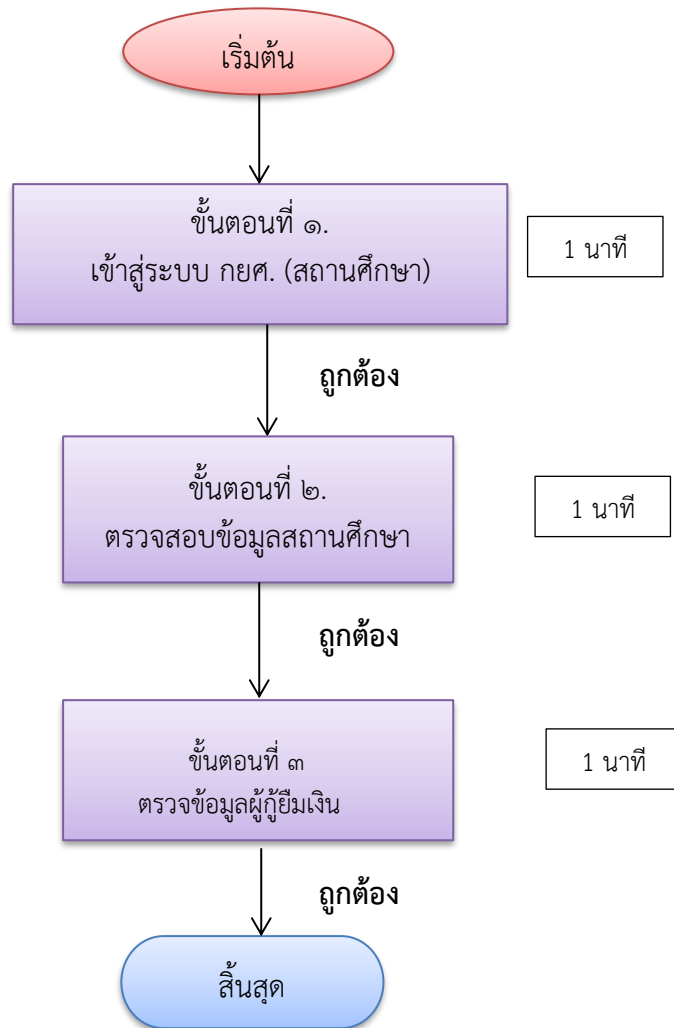 เริ่มต้น
ขั้นตอนที่ ๑.
เข้าสู่ระบบ กยศ. (สถานศึกษา)
1 นาที
ถูกต้อง
ขั้นตอนที่ ๒.
ตรวจสอบข้อมูลสถานศึกษา
1 นาที
ถูกต้อง
ขั้นตอนที่ ๓
ตรวจข้อมูลผู้กู้ยืมเงิน
1 นาที
ถูกต้อง
สิ้นสุด